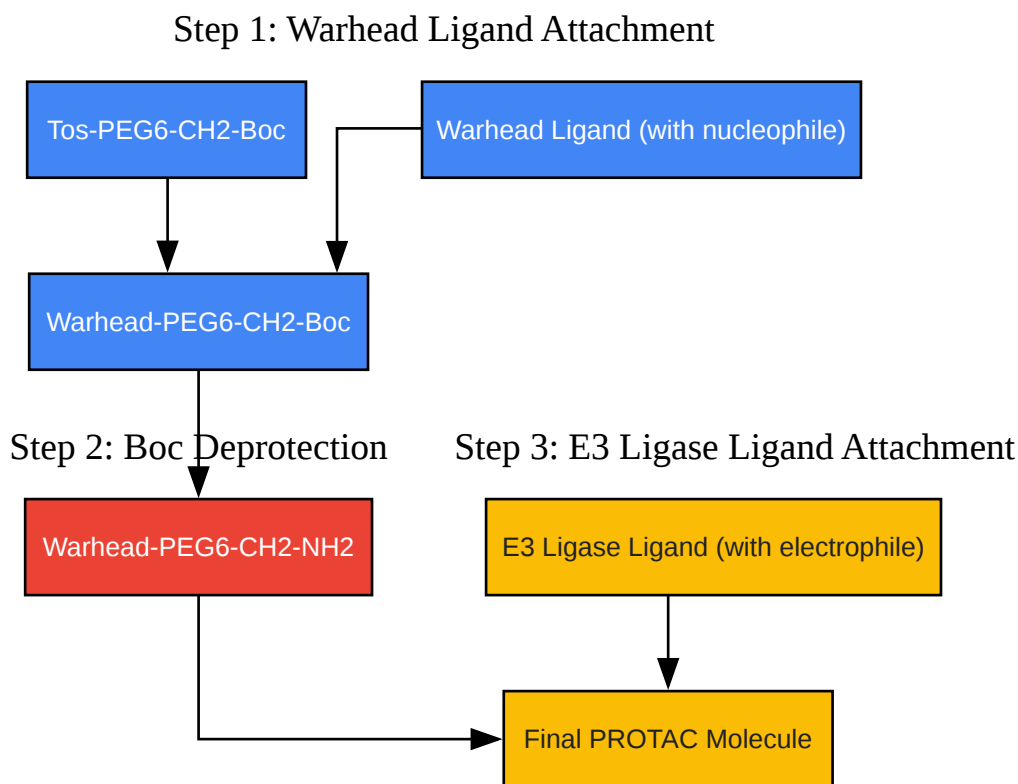 Step 1: Warhead Ligand Attachment
Tos-PEG6-CH2-Boc
Warhead Ligand (with nucleophile)
Warhead-PEG6-CH2-Boc
Step 2: Boc Deprotection
Step 3: E3 Ligase Ligand Attachment
Warhead-PEG6-CH2-NH2
E3 Ligase Ligand (with electrophile)
Final PROTAC Molecule